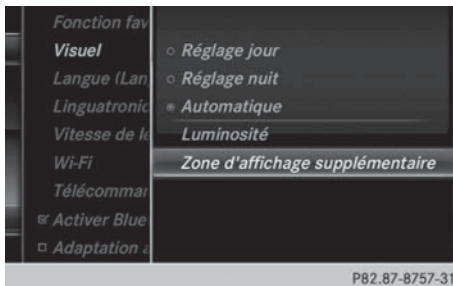 Fonction fav
Visuel
Langue (Lan
Linguatronic
Vitesse de le
Wi-Fi
Télécommar
Activer Blue
Adaptation a
Réglage jour
Réglage nuit
Automatique
Luminosité
Zone d'affichage supplémentaire
P82.87-8757-31